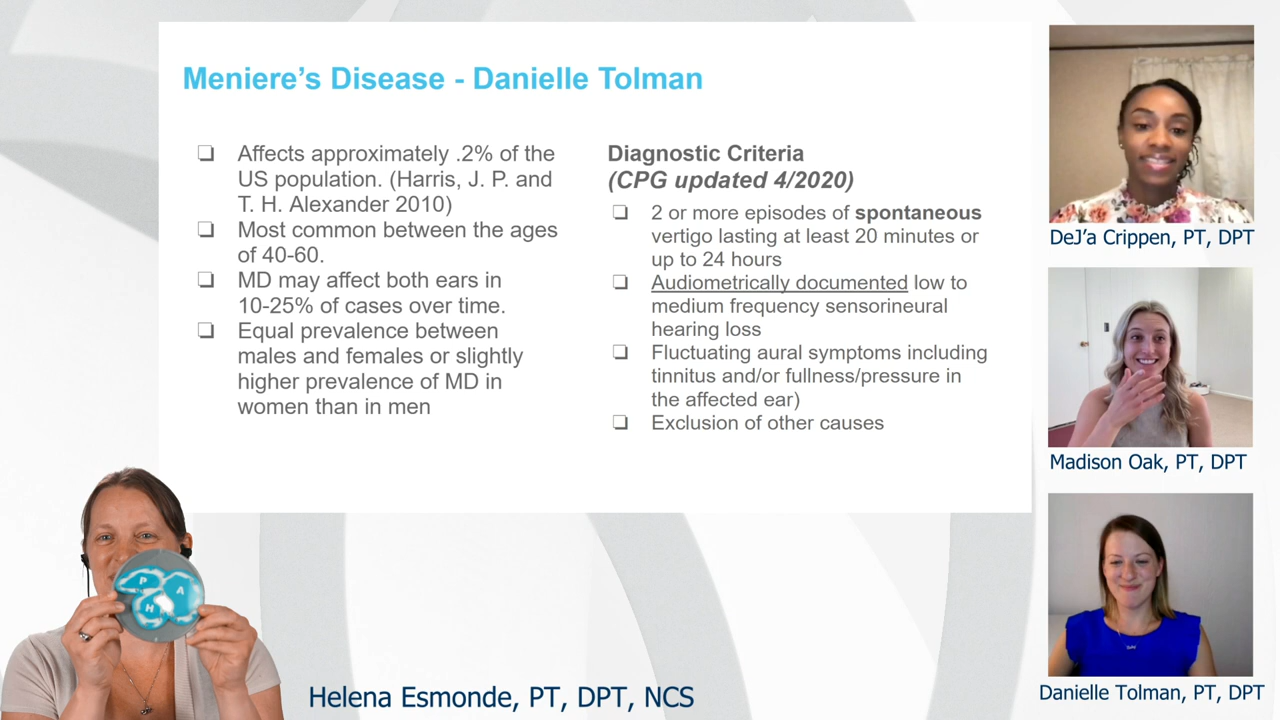 Meniere's Disease - Danielle Tolman
Affects approximately .2% of the
US population. (Harris, J. P. and
T. H. Alexander 2010)
Most common between the ages
of 40-60.
MD may affect both ears in
10-25% of cases over time.
Equal prevalence between
males and females or slightly
higher prevalence of MD in
women than in men
Diagnostic Criteria
(CPG updated 4/2020)
2 or more episodes of spontaneous
vertigo lasting at least 20 minutes or
up to 24 hours
Audiometrically documented low to
medium frequency sensorineural
hearing loss
Fluctuating aural symptoms including
tinnitus and/or fullness/pressure in
the affected ear)
Exclusion of other causes
DeJ'a Crippen, PT, DPT
Madison Oak, PT, DPT
Danielle Tolman, PT, DPT
P A
H
Helena Esmonde, PT, DPT, NCS